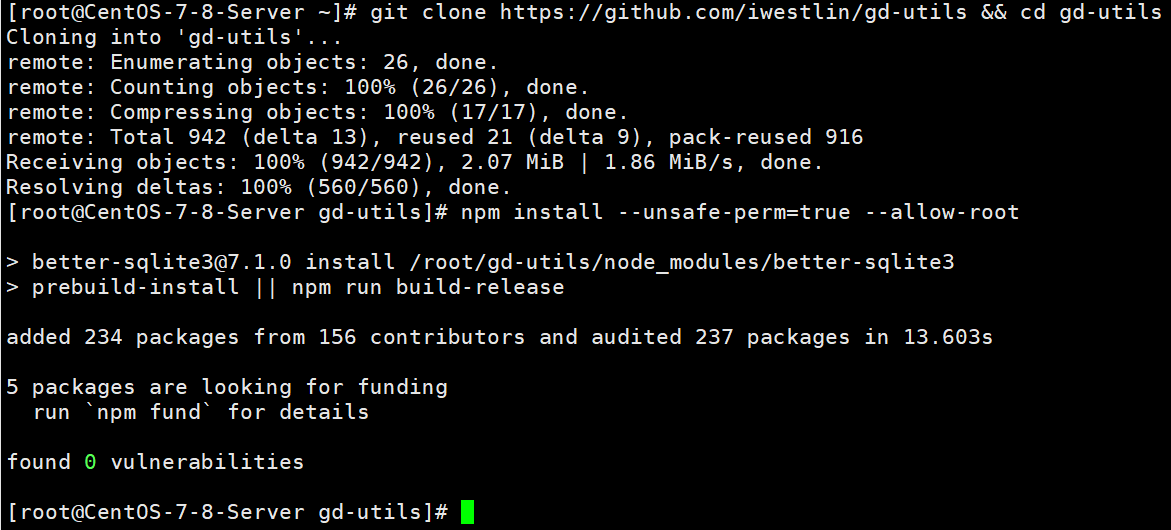 [root@CentOS-7-8-Server ~]# git clone https://github.com/iwestlin/gd-utils && cd gd-utils
Cloning into 'gd-utils'...
remote: Enumerating objects: 26, done.
remote: Counting objects: 100% (26/26), done.
remote: Compressing objects: 100% (17/17), done.
remote: Total 942 (delta 13), reused 21 (delta 9), pack-reused 916
Receiving objects: 100% (942/942), 2.07 MiB | 1.86 MiB/s, done.
Resolving deltas: 100% (560/560), done.
[root@CentOS-7-8-Server gd-utils]# npm install --unsafe-perm=true --allow-root
> better-sqlite3@7.1.0 install /root/gd-utils/node_modules/better-sqlite3
> prebuild-install || npm run build-release
added 234 packages from 156 contributors and audited 237 packages in 13.603s
5 packages are looking for funding
  run `npm fund` for details
found 0 vulnerabilities
[root@CentOS-7-8-Server gd-utils]#